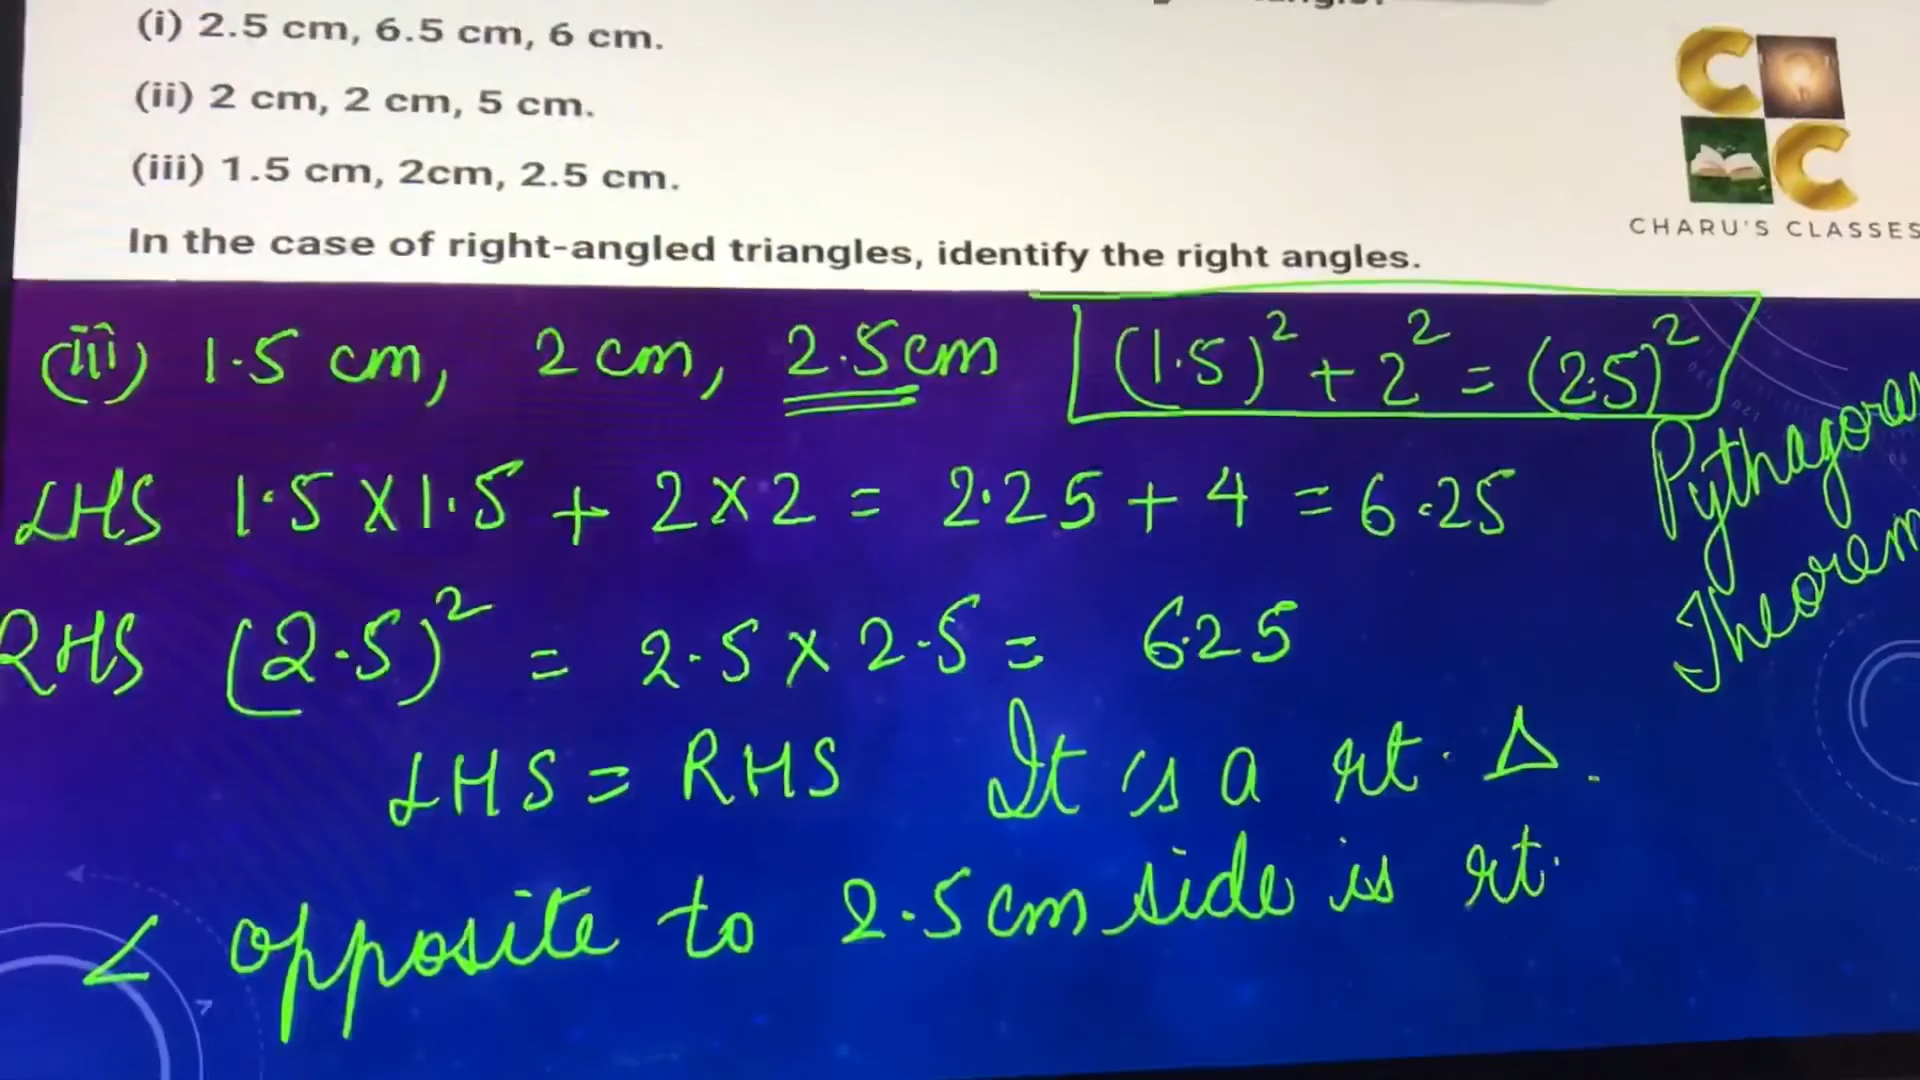 (i) 2.5 cm, 6.5 cm, 6 cm.
(ii) 2 cm, 2 cm, 5 cm.
(iii) 1.5 cm, 2cm, 2.5 cm.
In the case of right-angled triangles, identify the right angles.
CHARU'S CLASSES
(iii) 1.5 cm, 2 cm, 2.5 cm (1.5)² + 2² = (2.5)²
Pythagoras
Theorem
LHS 1.5 X 1.5 + 2 X 2 = 2.25 + 4 = 6.25
RHS (2.5)² = 2.5 X 2.5 = 6.25
LHS = RHS It is a rt. Δ.
∠ opposite to 2.5 cm side is rt.